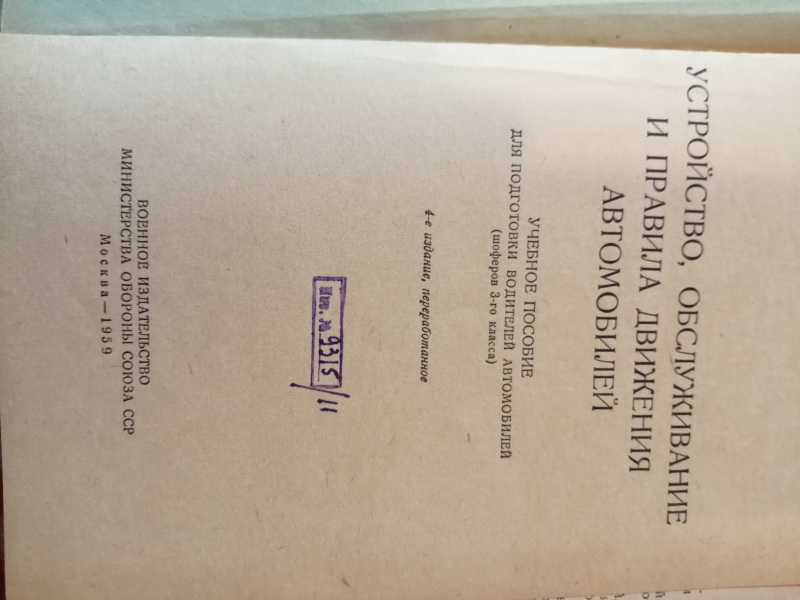 УСТРОЙСТВО, ОБСЛУЖИВАНИЕ
И ПРАВИЛА ДВИЖЕНИЯ
АВТОМОБИЛЕЙ
УЧЕБНОЕ ПОСОБИЕ
ДЛЯ ПОДГОТОВКИ ВОДИТЕЛЕЙ АВТОМОБИЛЕЙ
(шоферов 3-го класса)
4-е издание, переработанное
Инв. № 9315/11
ВОЕННОЕ ИЗДАТЕЛЬСТВО
МИНИСТЕРСТВА ОБОРОНЫ СОЮЗА ССР
Москва — 1959